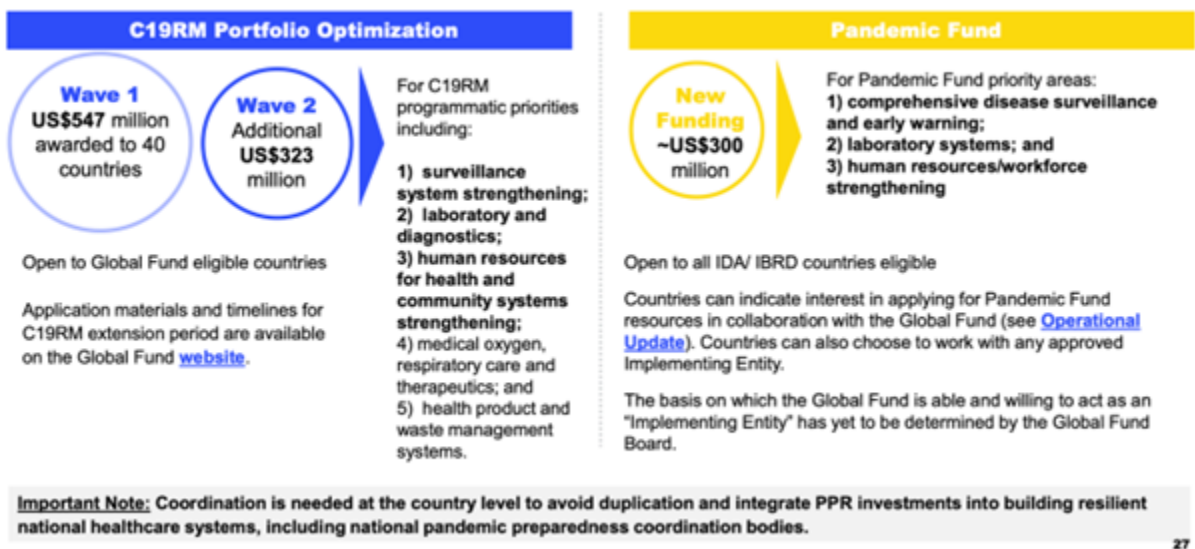 C19RM Portfolio Optimization
Wave 1
US$547 million
awarded to 40
countries
Wave 2
Additional
US$323
million
For C19RM
programmatic priorities
including:
1) surveillance
system strengthening;
2) laboratory and
diagnostics;
3) human resources
for health and
community systems
strengthening;
4) medical oxygen,
respiratory care and
therapeutics; and
5) health product and
waste management
systems.
Open to Global Fund eligible countries
Application materials and timelines for
C19RM extension period are available
on the Global Fund website.
Pandemic Fund
New
Funding
~US$300
million
For Pandemic Fund priority areas:
1) comprehensive disease surveillance
and early warning;
2) laboratory systems; and
3) human resources/workforce
strengthening
Open to all IDA/ IBRD countries eligible
Countries can indicate interest in applying for Pandemic Fund
resources in collaboration with the Global Fund (see Operational
Update). Countries can also choose to work with any approved
Implementing Entity.
The basis on which the Global Fund is able and willing to act as an
“Implementing Entity” has yet to be determined by the Global Fund
Board.
Important Note: Coordination is needed at the country level to avoid duplication and integrate PPR investments into building resilient
national healthcare systems, including national pandemic preparedness coordination bodies.
27